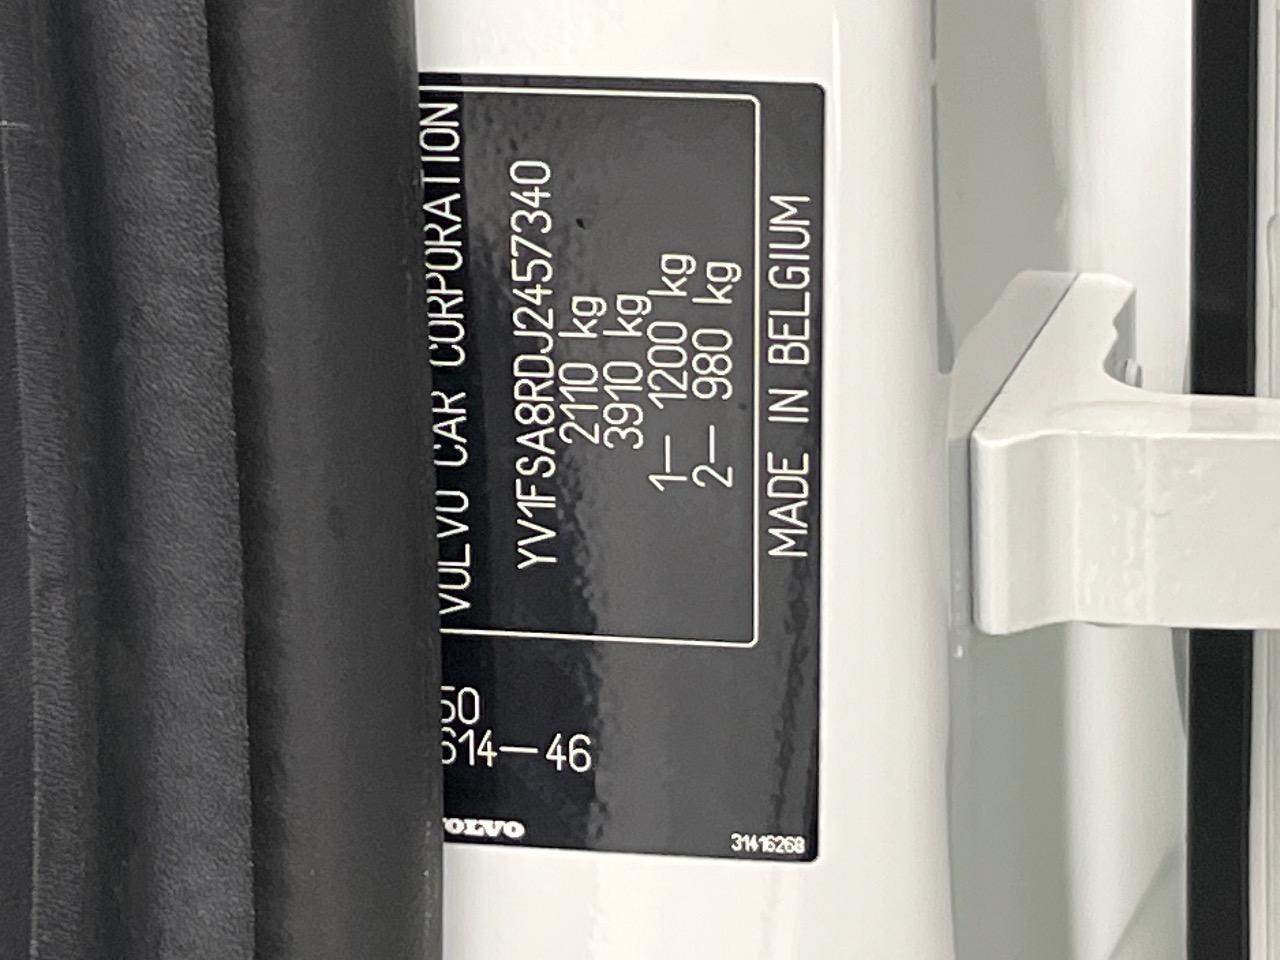 VOLVO CAR CORPORATION
YV1FSA8RDJ2457340
2110 kg
3910 kg
1– 1200 kg
2– 980 kg
MADE IN BELGIUM
614–46
VOLVO
31416268